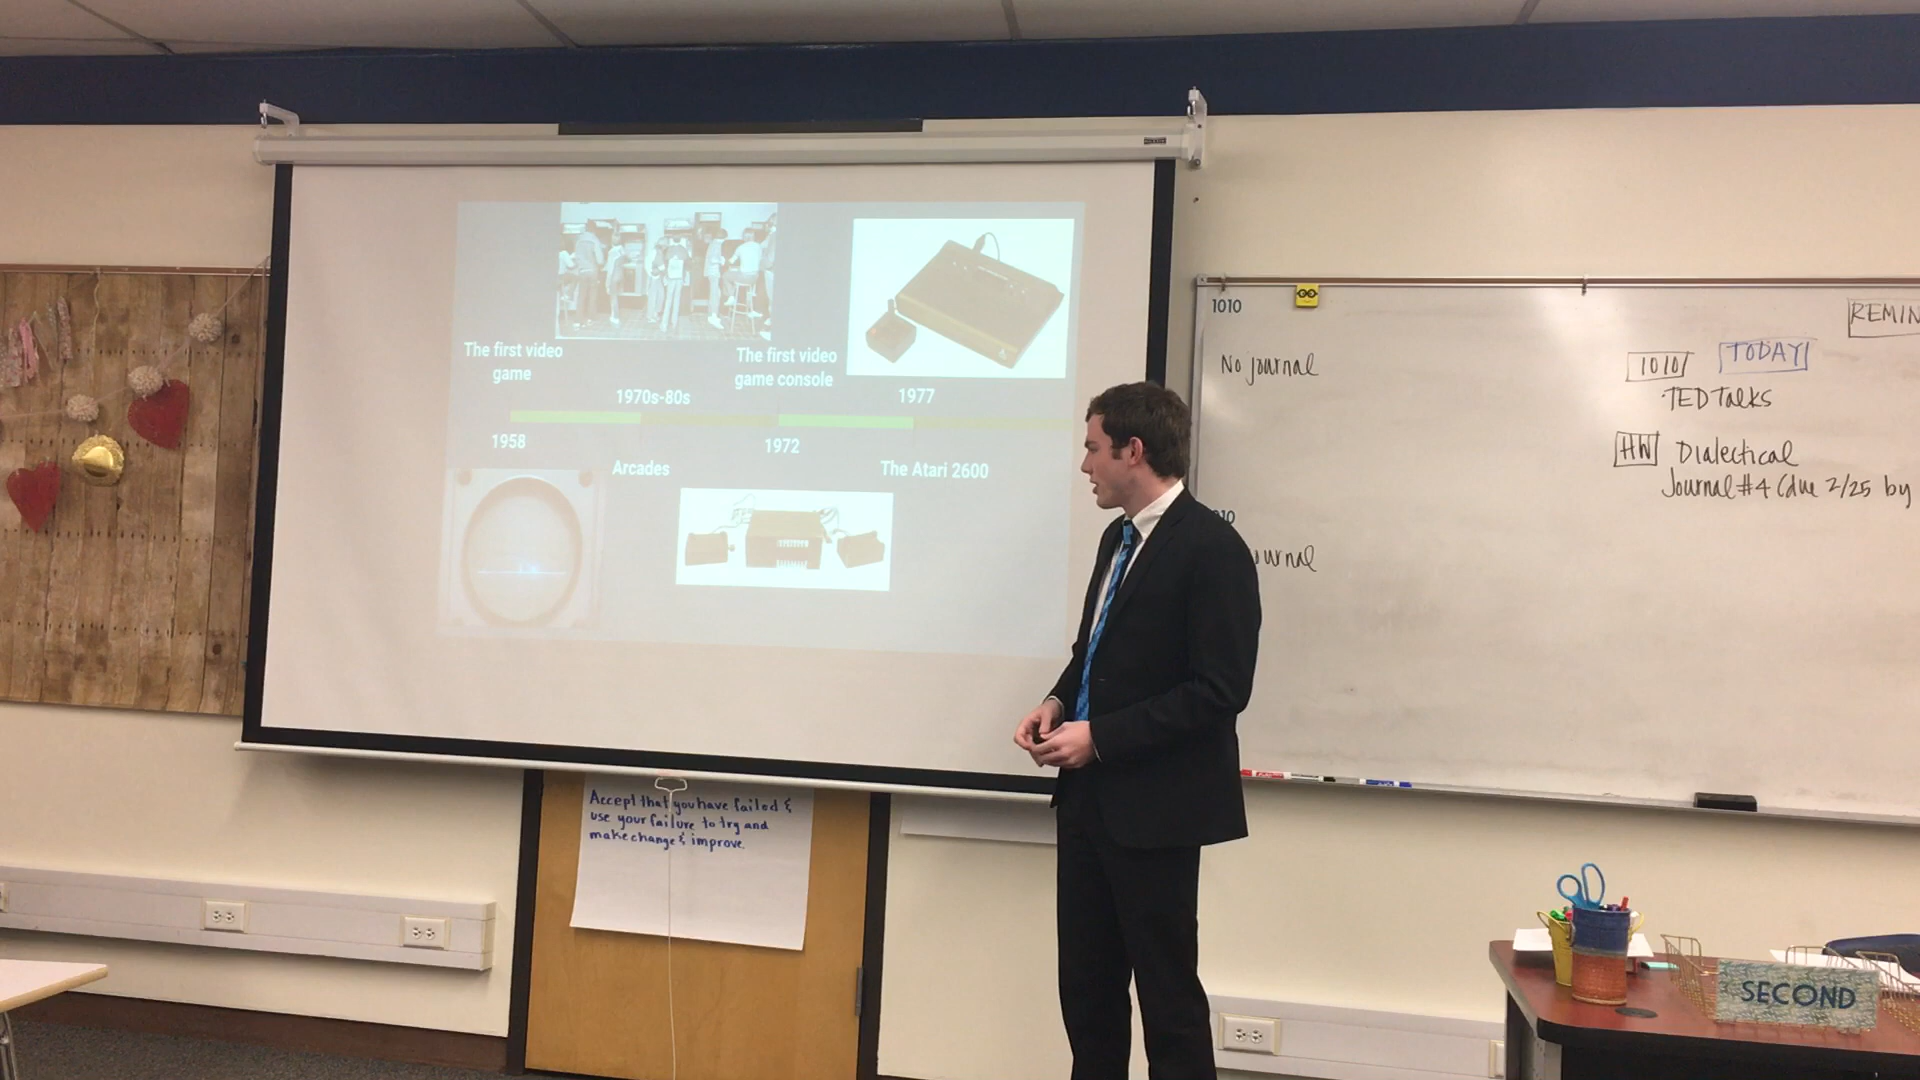 The first video
game
The first video
game console
1970s-80s
1977
1958
1972
Arcades
The Atari 2600
Accept that you have failed &
use your failure to try and
make change & improve.
1010
No journal
ournal
REMIN
1010
TODAY
TED Talks
HW
Dialectical
Journal #4 (due 2/25 by
SECOND